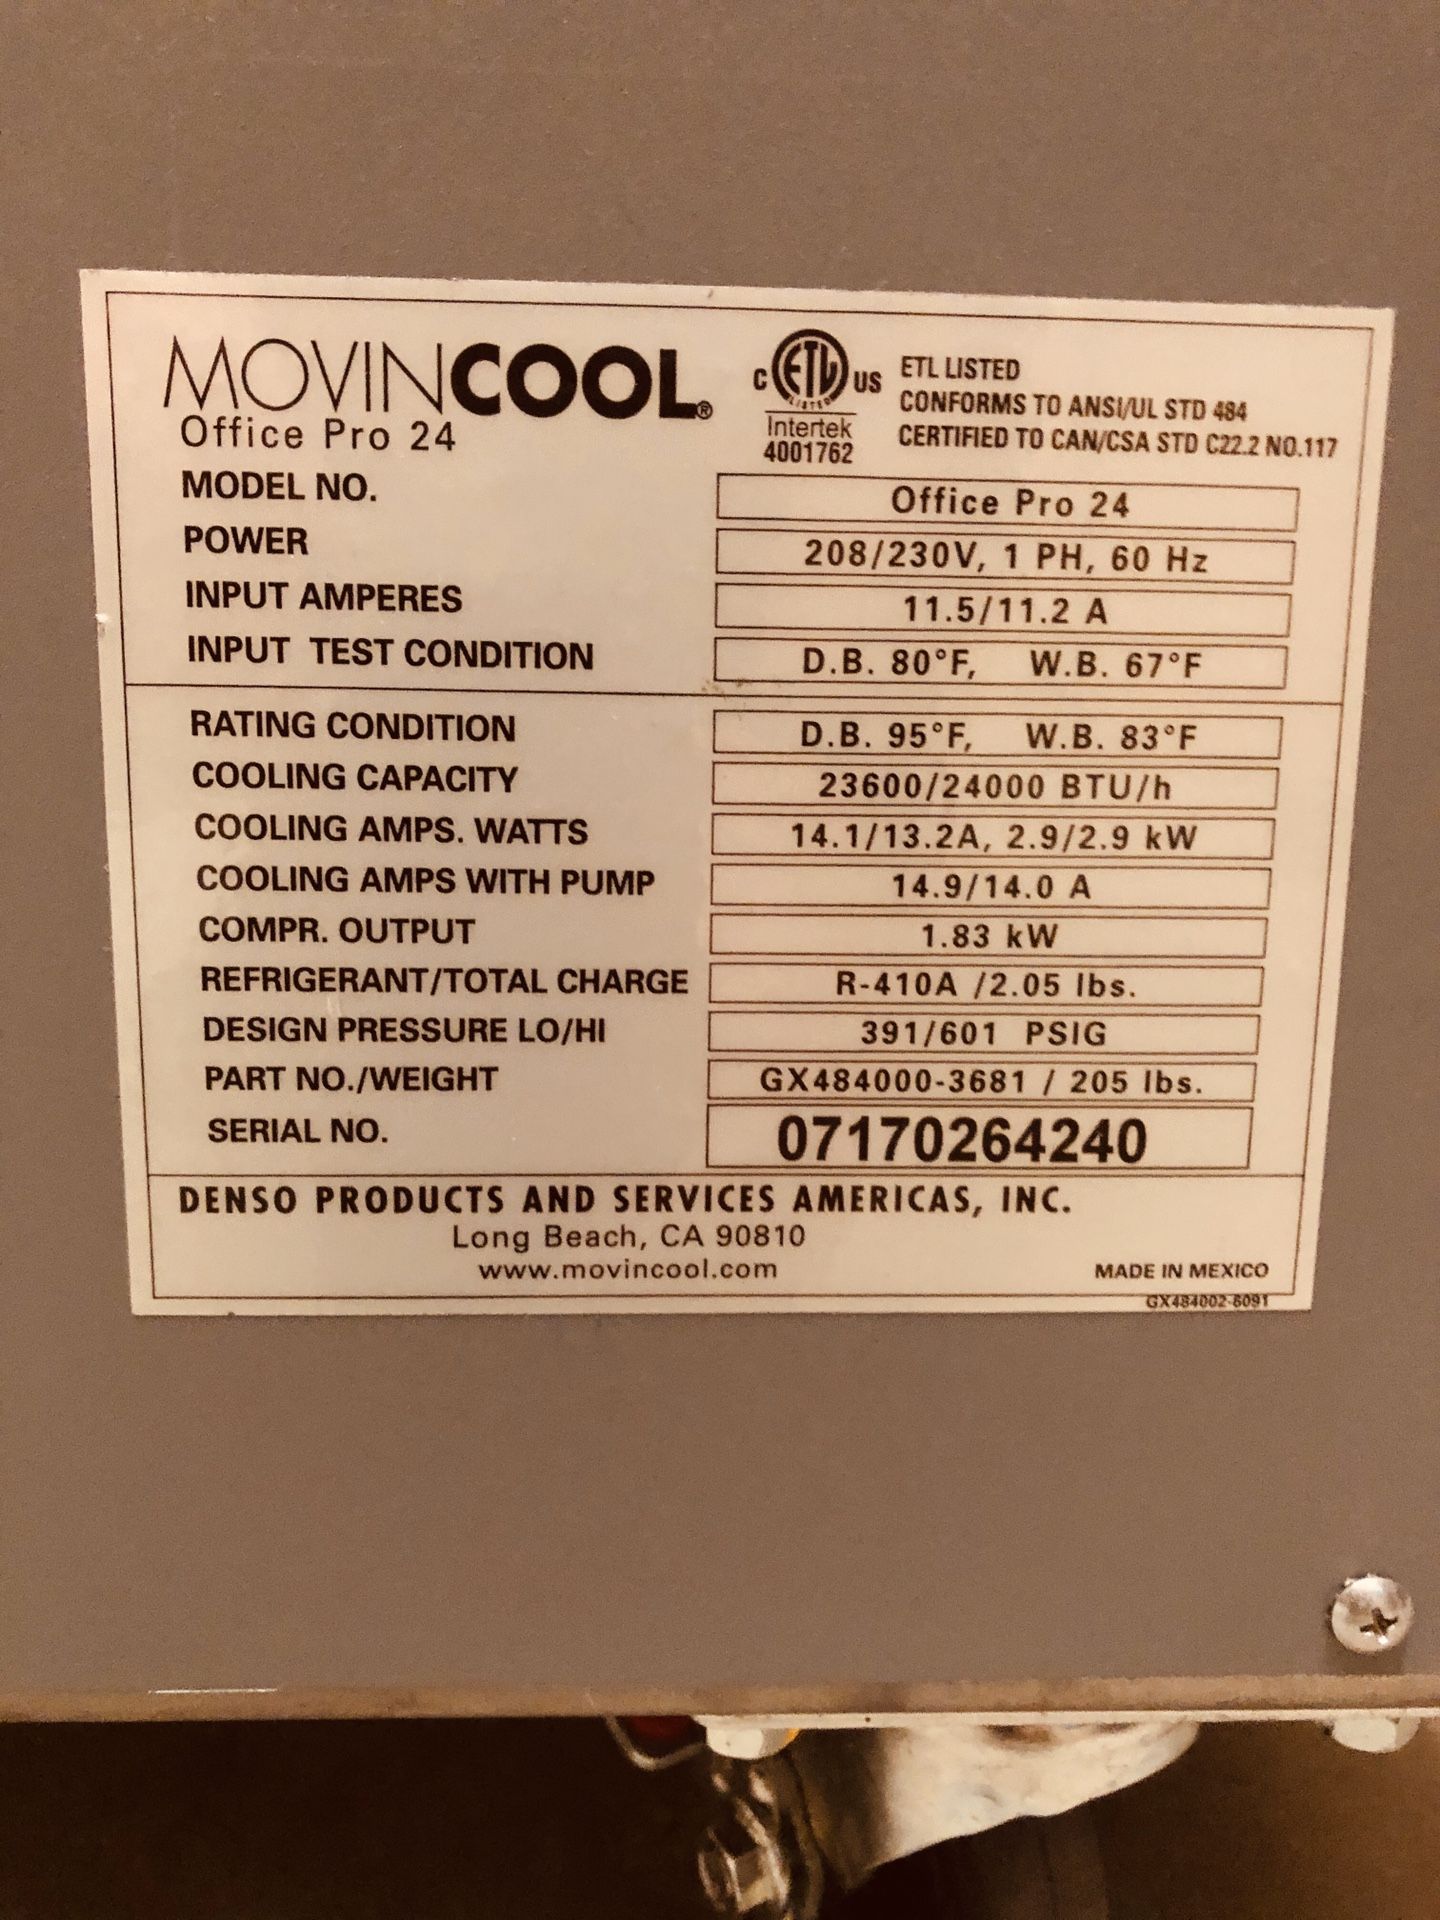 MOVINCOOL®
Office Pro 24
C ETL US
LISTED
Intertek
4001762
ETL LISTED
CONFORMS TO ANSI/UL STD 484
CERTIFIED TO CAN/CSA STD C22.2 NO.117
MODEL NO. Office Pro 24
POWER 208/230V, 1 PH, 60 Hz
INPUT AMPERES 11.5/11.2 A
INPUT TEST CONDITION D.B. 80°F, W.B. 67°F
RATING CONDITION D.B. 95°F, W.B. 83°F
COOLING CAPACITY 23600/24000 BTU/h
COOLING AMPS. WATTS 14.1/13.2A, 2.9/2.9 kW
COOLING AMPS WITH PUMP 14.9/14.0 A
COMPR. OUTPUT 1.83 kW
REFRIGERANT/TOTAL CHARGE R-410A /2.05 lbs.
DESIGN PRESSURE LO/HI 391/601 PSIG
PART NO./WEIGHT GX484000-3681 / 205 lbs.
SERIAL NO. 07170264240
DENSO PRODUCTS AND SERVICES AMERICAS, INC.
Long Beach, CA 90810
www.movincool.com
MADE IN MEXICO
GX484002-6091